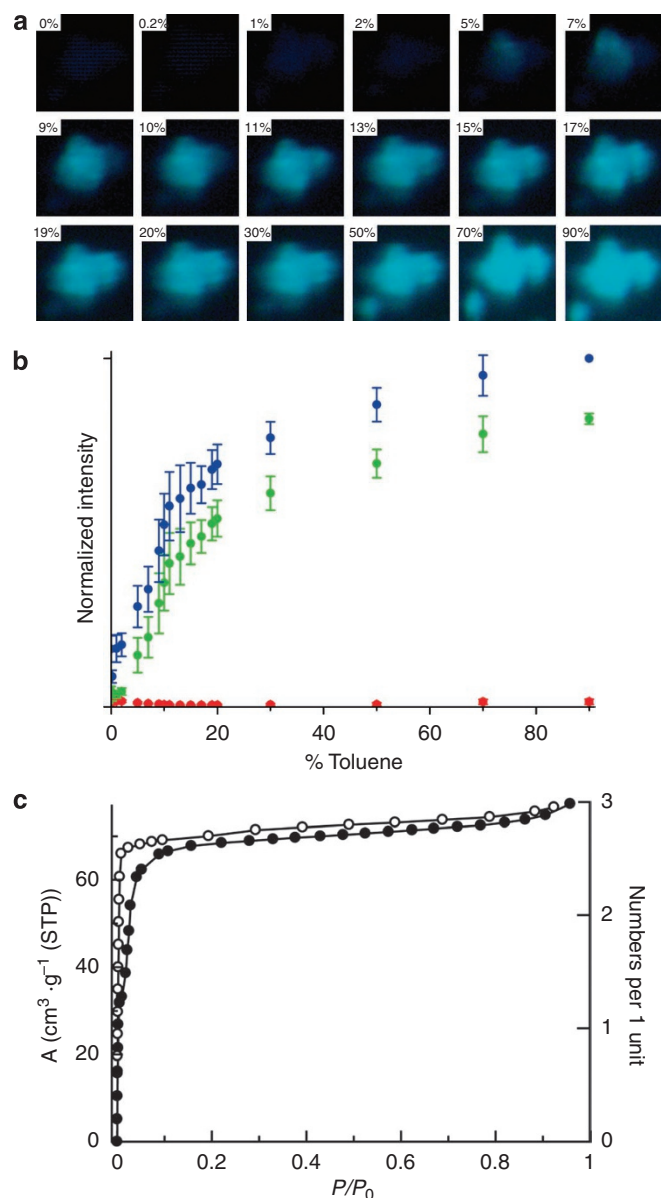 a
0% 0.2% 1% 2% 5% 7%
9% 10% 11% 13% 15% 17%
19% 20% 30% 50% 70% 90%
b
Normalized intensity
0 20 40 60 80
% Toluene
c
A (cm³ ·g⁻¹ (STP))
60
40
20
0
3
2
1
0
Numbers per 1 unit
0 0.2 0.4 0.6 0.8 1
P/P₀